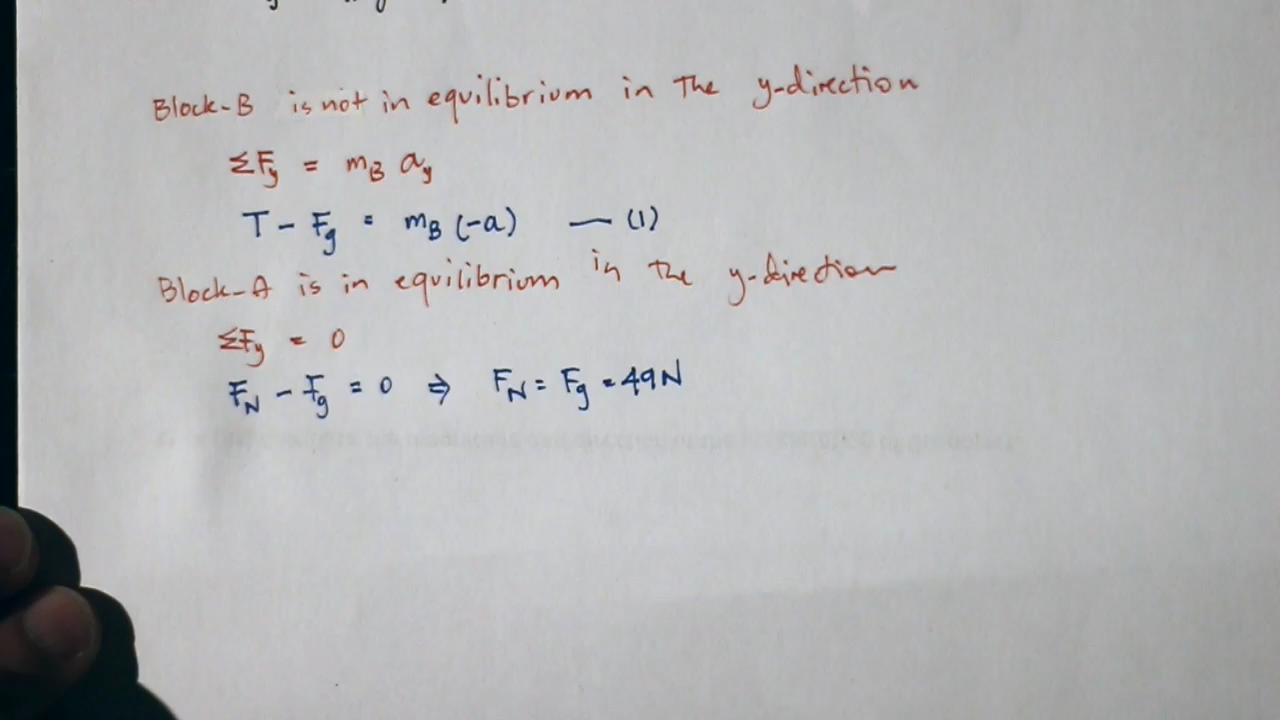 Block-B is not in equilibrium in The y-direction
ΣFy = mB ay
T - Fg = mB (-a) — (1)
Block-A is in equilibrium in the y-direction
ΣFy = 0
FN - Fg = 0 ⇒ FN = Fg = 49N